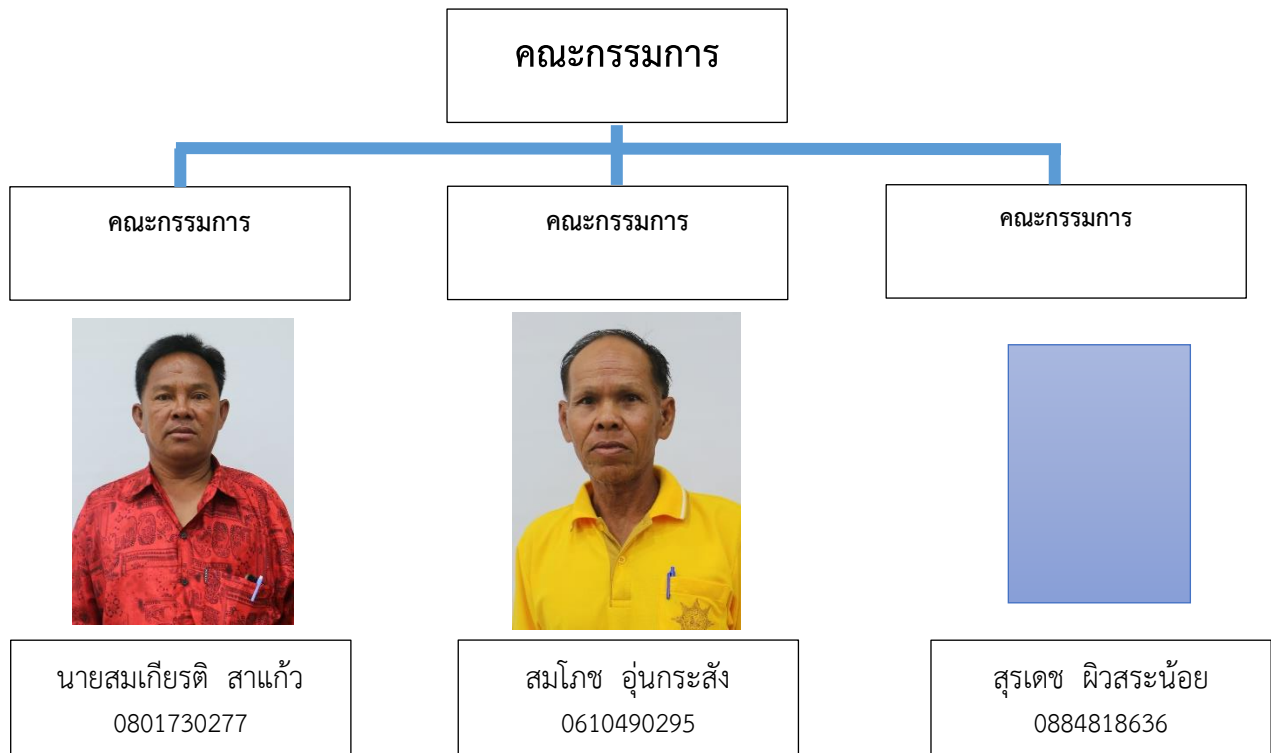 คณะกรรมการ
คณะกรรมการ
คณะกรรมการ
คณะกรรมการ
นายสมเกียรติ สาแก้ว
0801730277
สมโภช อุ่นกระสัง
0610490295
สุรเดช ผิวสระน้อย
0884818636